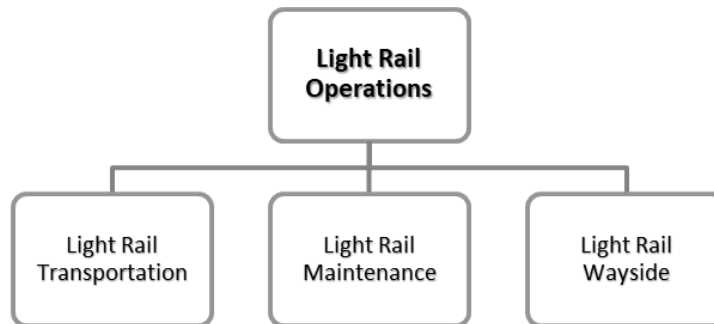 Light Rail
Operations
Light Rail
Transportation
Light Rail
Maintenance
Light Rail
Wayside